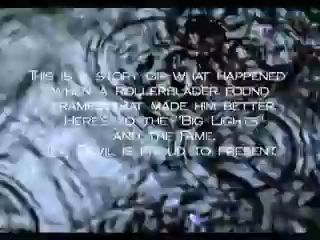 THIS IS A STORY OF WHAT HAPPENED
WHEN A ROLLERBLADER FOUND
FRAMES THAT MADE HIM BETTER.
HERE'S TO THE "BIG LIGHTS"
AND THE FAME.
DEVIL IS PROUD TO PRESENT